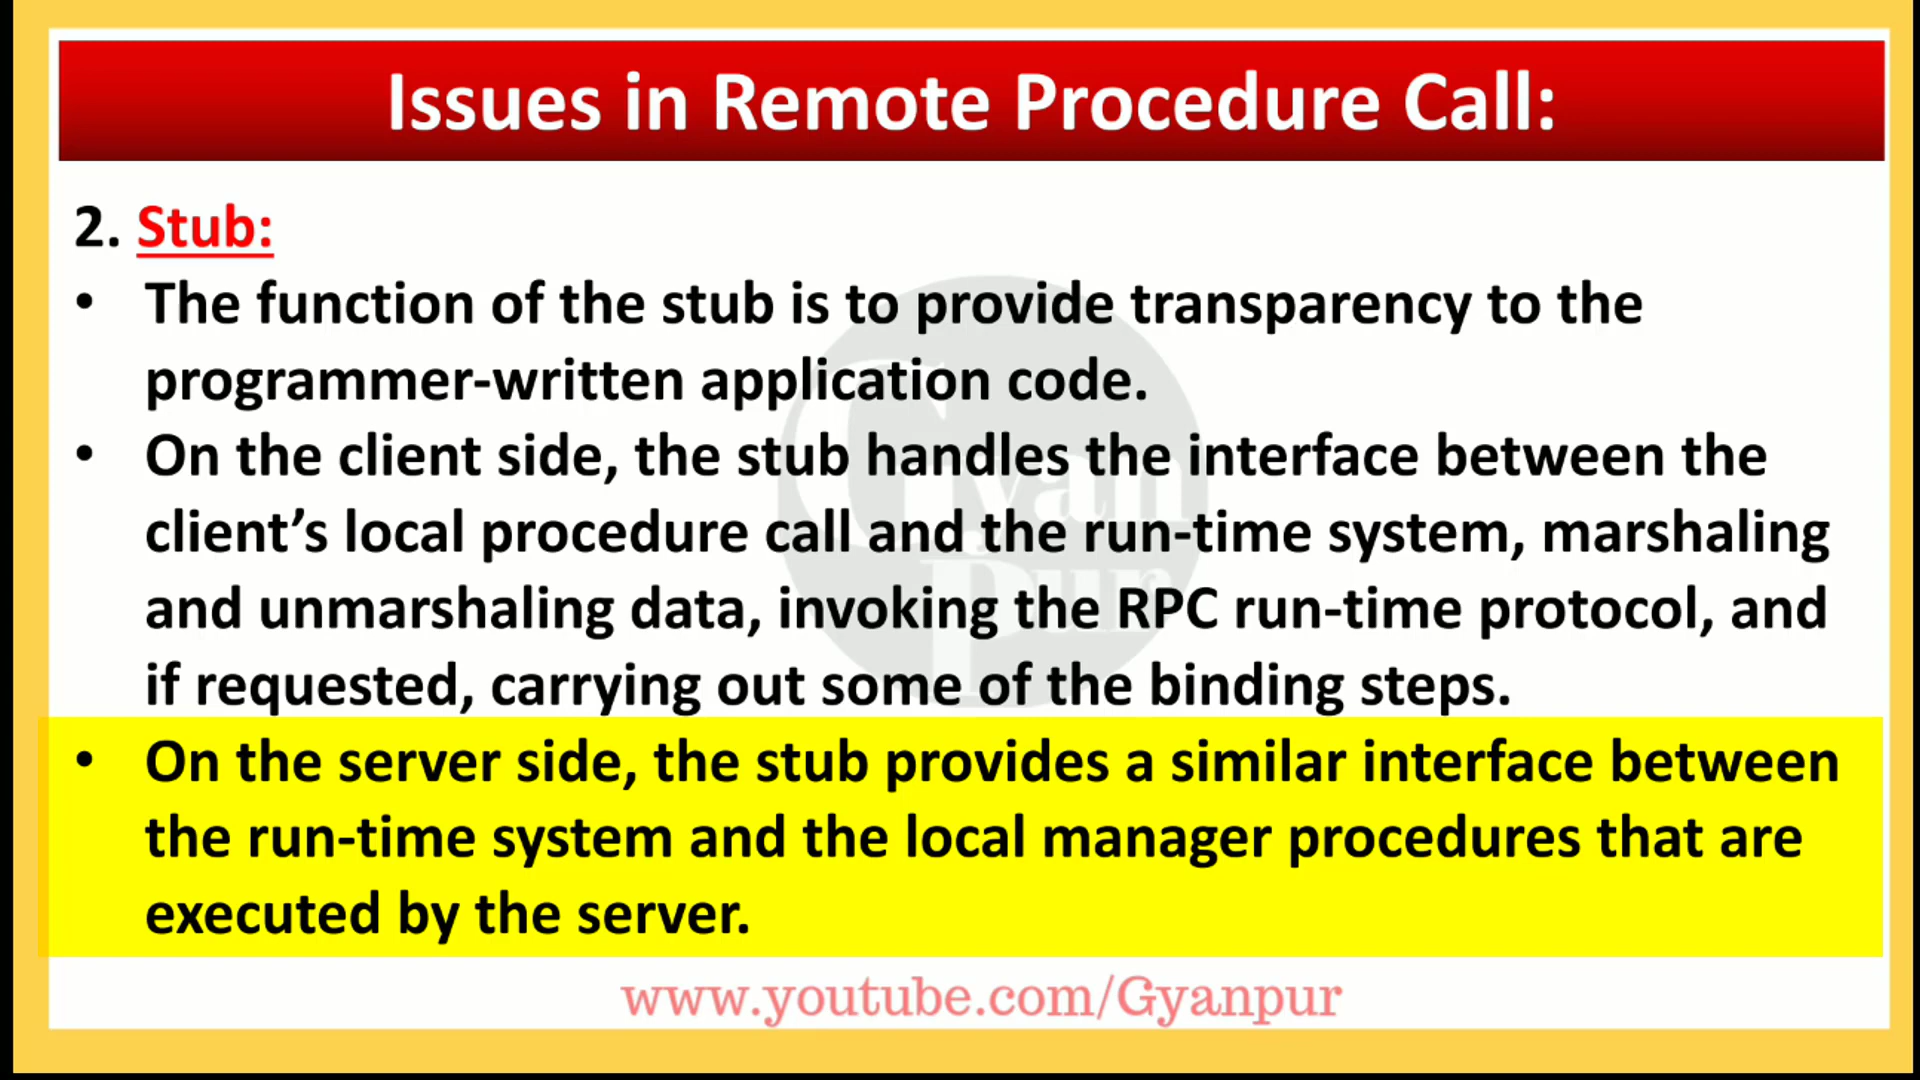 Issues in Remote Procedure Call:
2. Stub:
• The function of the stub is to provide transparency to the
programmer-written application code.
• On the client side, the stub handles the interface between the
client’s local procedure call and the run-time system, marshaling
and unmarshaling data, invoking the RPC run-time protocol, and
if requested, carrying out some of the binding steps.
• On the server side, the stub provides a similar interface between
the run-time system and the local manager procedures that are
executed by the server.
Gyan
Pur
www.youtube.com/Gyanpur